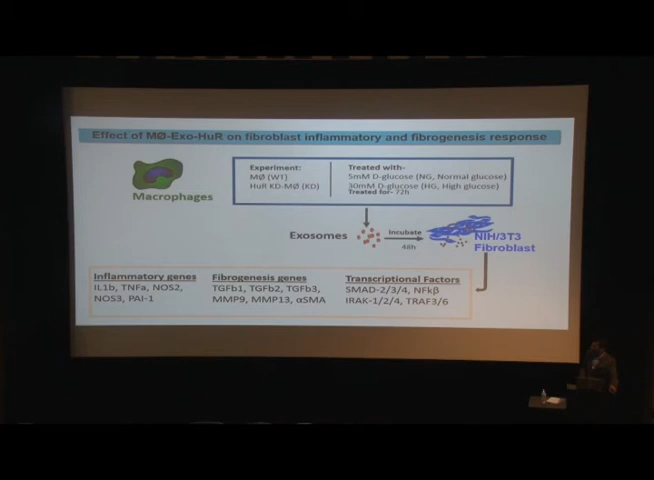 Effect of MØ-Exo-HuR on fibroblast inflammatory and fibrogenesis response
Macrophages
Experiment:
MØ (WT)
HuR KD-MØ (KD)
Treated with-
5mM D-glucose (NG, Normal glucose)
30mM D-glucose (HG, High glucose)
Treated for- 72h
Exosomes
Incubate
48h
NIH/3T3
Fibroblast
Inflammatory genes
IL1b, TNFa, NOS2,
NOS3, PAI-1
Fibrogenesis genes
TGFb1, TGFb2, TGFb3,
MMP9, MMP13, αSMA
Transcriptional Factors
SMAD-2/3/4, NFkβ
IRAK-1/2/4, TRAF3/6